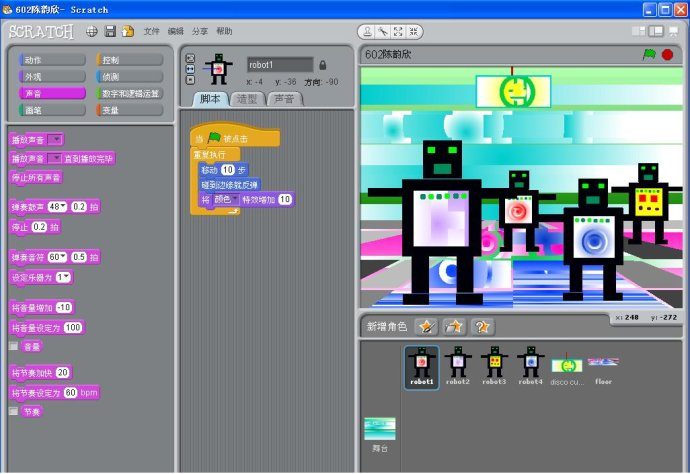 602陈韵欣- Scratch
SCRATCH
文件 编辑 分享 帮助
动作 控制
外观 侦测
声音 数字和逻辑运算
画笔 变量
播放声音
播放声音 直到播放完毕
停止所有声音
弹奏鼓声 48 0.2 拍
停止 0.2 拍
弹奏音符 60 0.5 拍
设定乐器为 1
将音量增加 -10
将音量设定为 100
音量
将节奏加快 20
将节奏设定为 60 bpm
节奏
robot1
x: -4 y: -36 方向: -90
脚本 造型 声音
当 被点击
重复执行
移动 10 步
碰到边缘就反弹
将 颜色 特效增加 10
602陈韵欣
x: 240 y: -272
新增角色
robot1 robot2 robot3 robot4 disco cu... floor
舞台